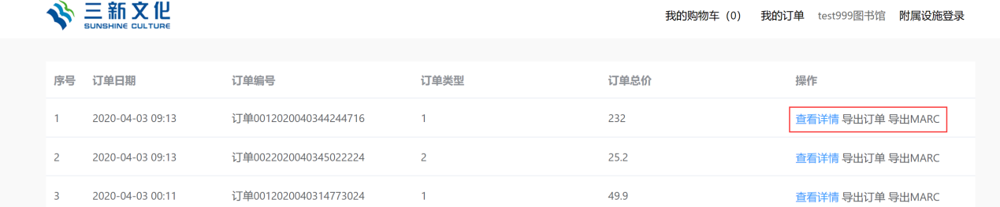 三新文化
SUNSHINE CULTURE
我的购物车（0） 我的订单 test999图书馆 附属设施登录
序号 订单日期 订单编号 订单类型 订单总价 操作
1 2020-04-03 09:13 订单0012020040344244716 1 232 查看详情 导出订单 导出MARC
2 2020-04-03 09:13 订单0022020040345022224 2 25.2 查看详情 导出订单 导出MARC
3 2020-04-03 00:11 订单0012020040314773024 1 49.9 查看详情 导出订单 导出MARC